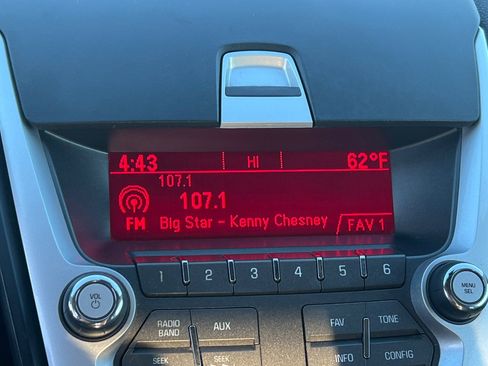 4:43 HI 62°F
107.1
107.1
FM Big Star - Kenny Chesney FAV 1
1 2 3 4 5 6
VOL
MENU
SEL
RADIO
BAND
AUX
FAV TONE
SEEK SEEK
INFO CONFIG